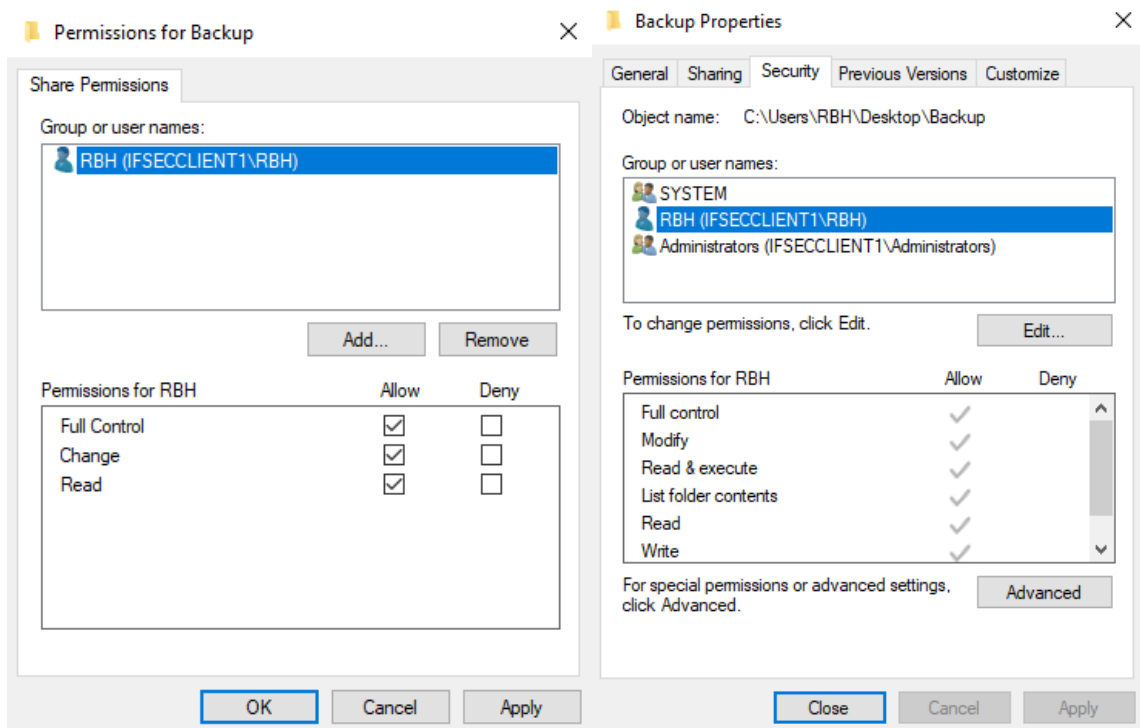 Permissions for Backup
Share Permissions
Group or user names:
RBH (IFSECCLIENT1\RBH)
Add...
Remove
Permissions for RBH Allow Deny
Full Control
Change
Read
OK
Cancel
Apply
Backup Properties
General Sharing Security Previous Versions Customize
Object name: C:\Users\RBH\Desktop\Backup
Group or user names:
SYSTEM
RBH (IFSECCLIENT1\RBH)
Administrators (IFSECCLIENT1\Administrators)
To change permissions, click Edit.
Edit...
Permissions for RBH Allow Deny
Full control
Modify
Read & execute
List folder contents
Read
Write
For special permissions or advanced settings,
click Advanced.
Advanced
Close
Cancel
Apply